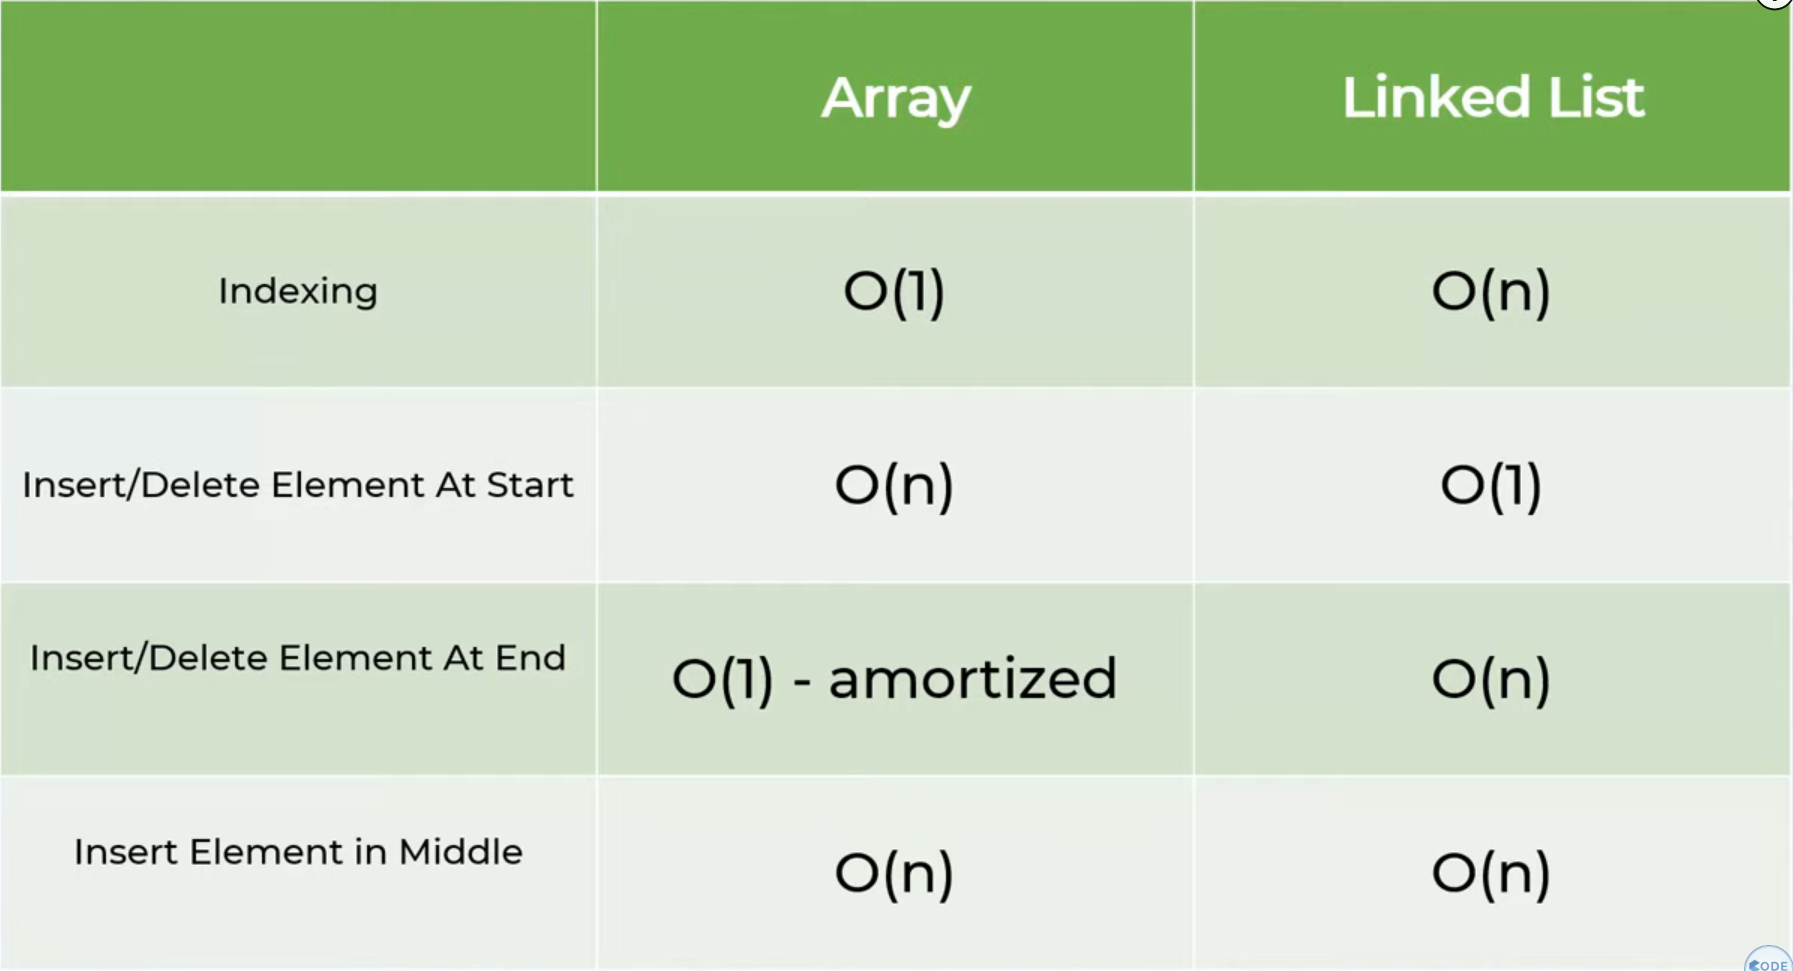 Array Linked List
Indexing O(1) O(n)
Insert/Delete Element At Start O(n) O(1)
Insert/Delete Element At End O(1) - amortized O(n)
Insert Element in Middle O(n) O(n)
CODE